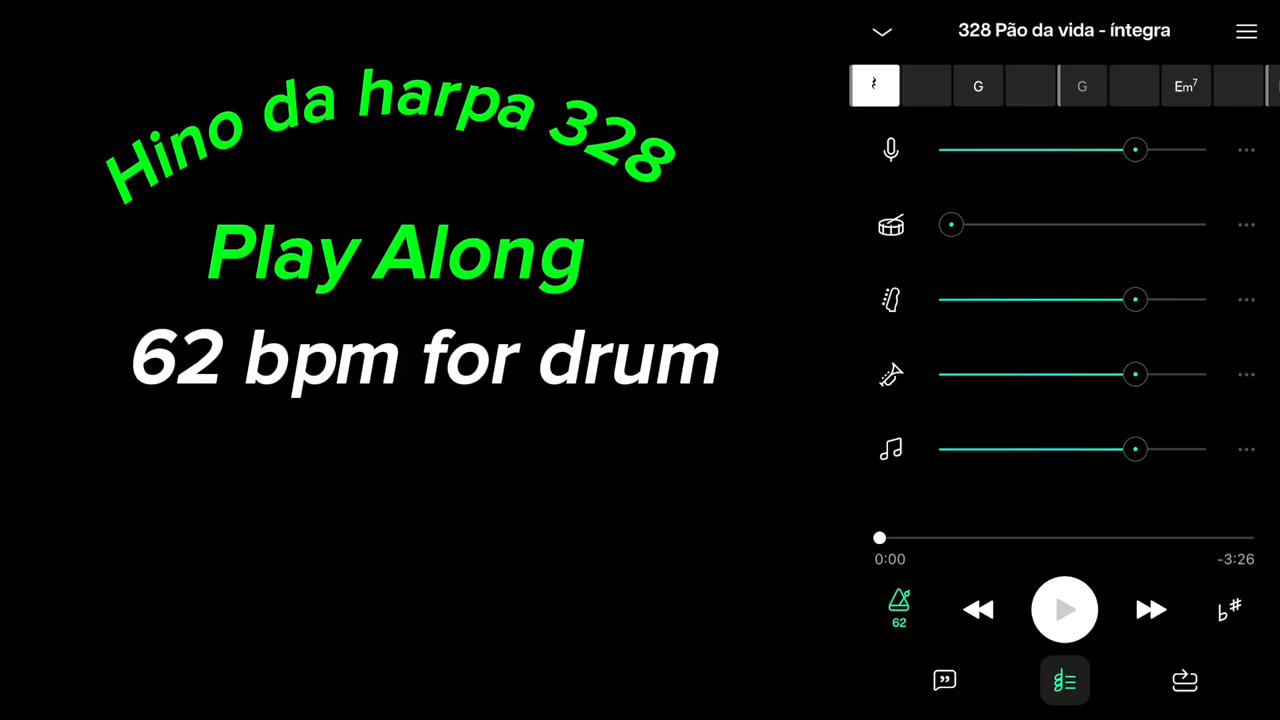 Hino da harpa 328
Play Along
62 bpm for drum
328 Pão da vida - íntegra
G
G
Em7
0:00
-3:26
62